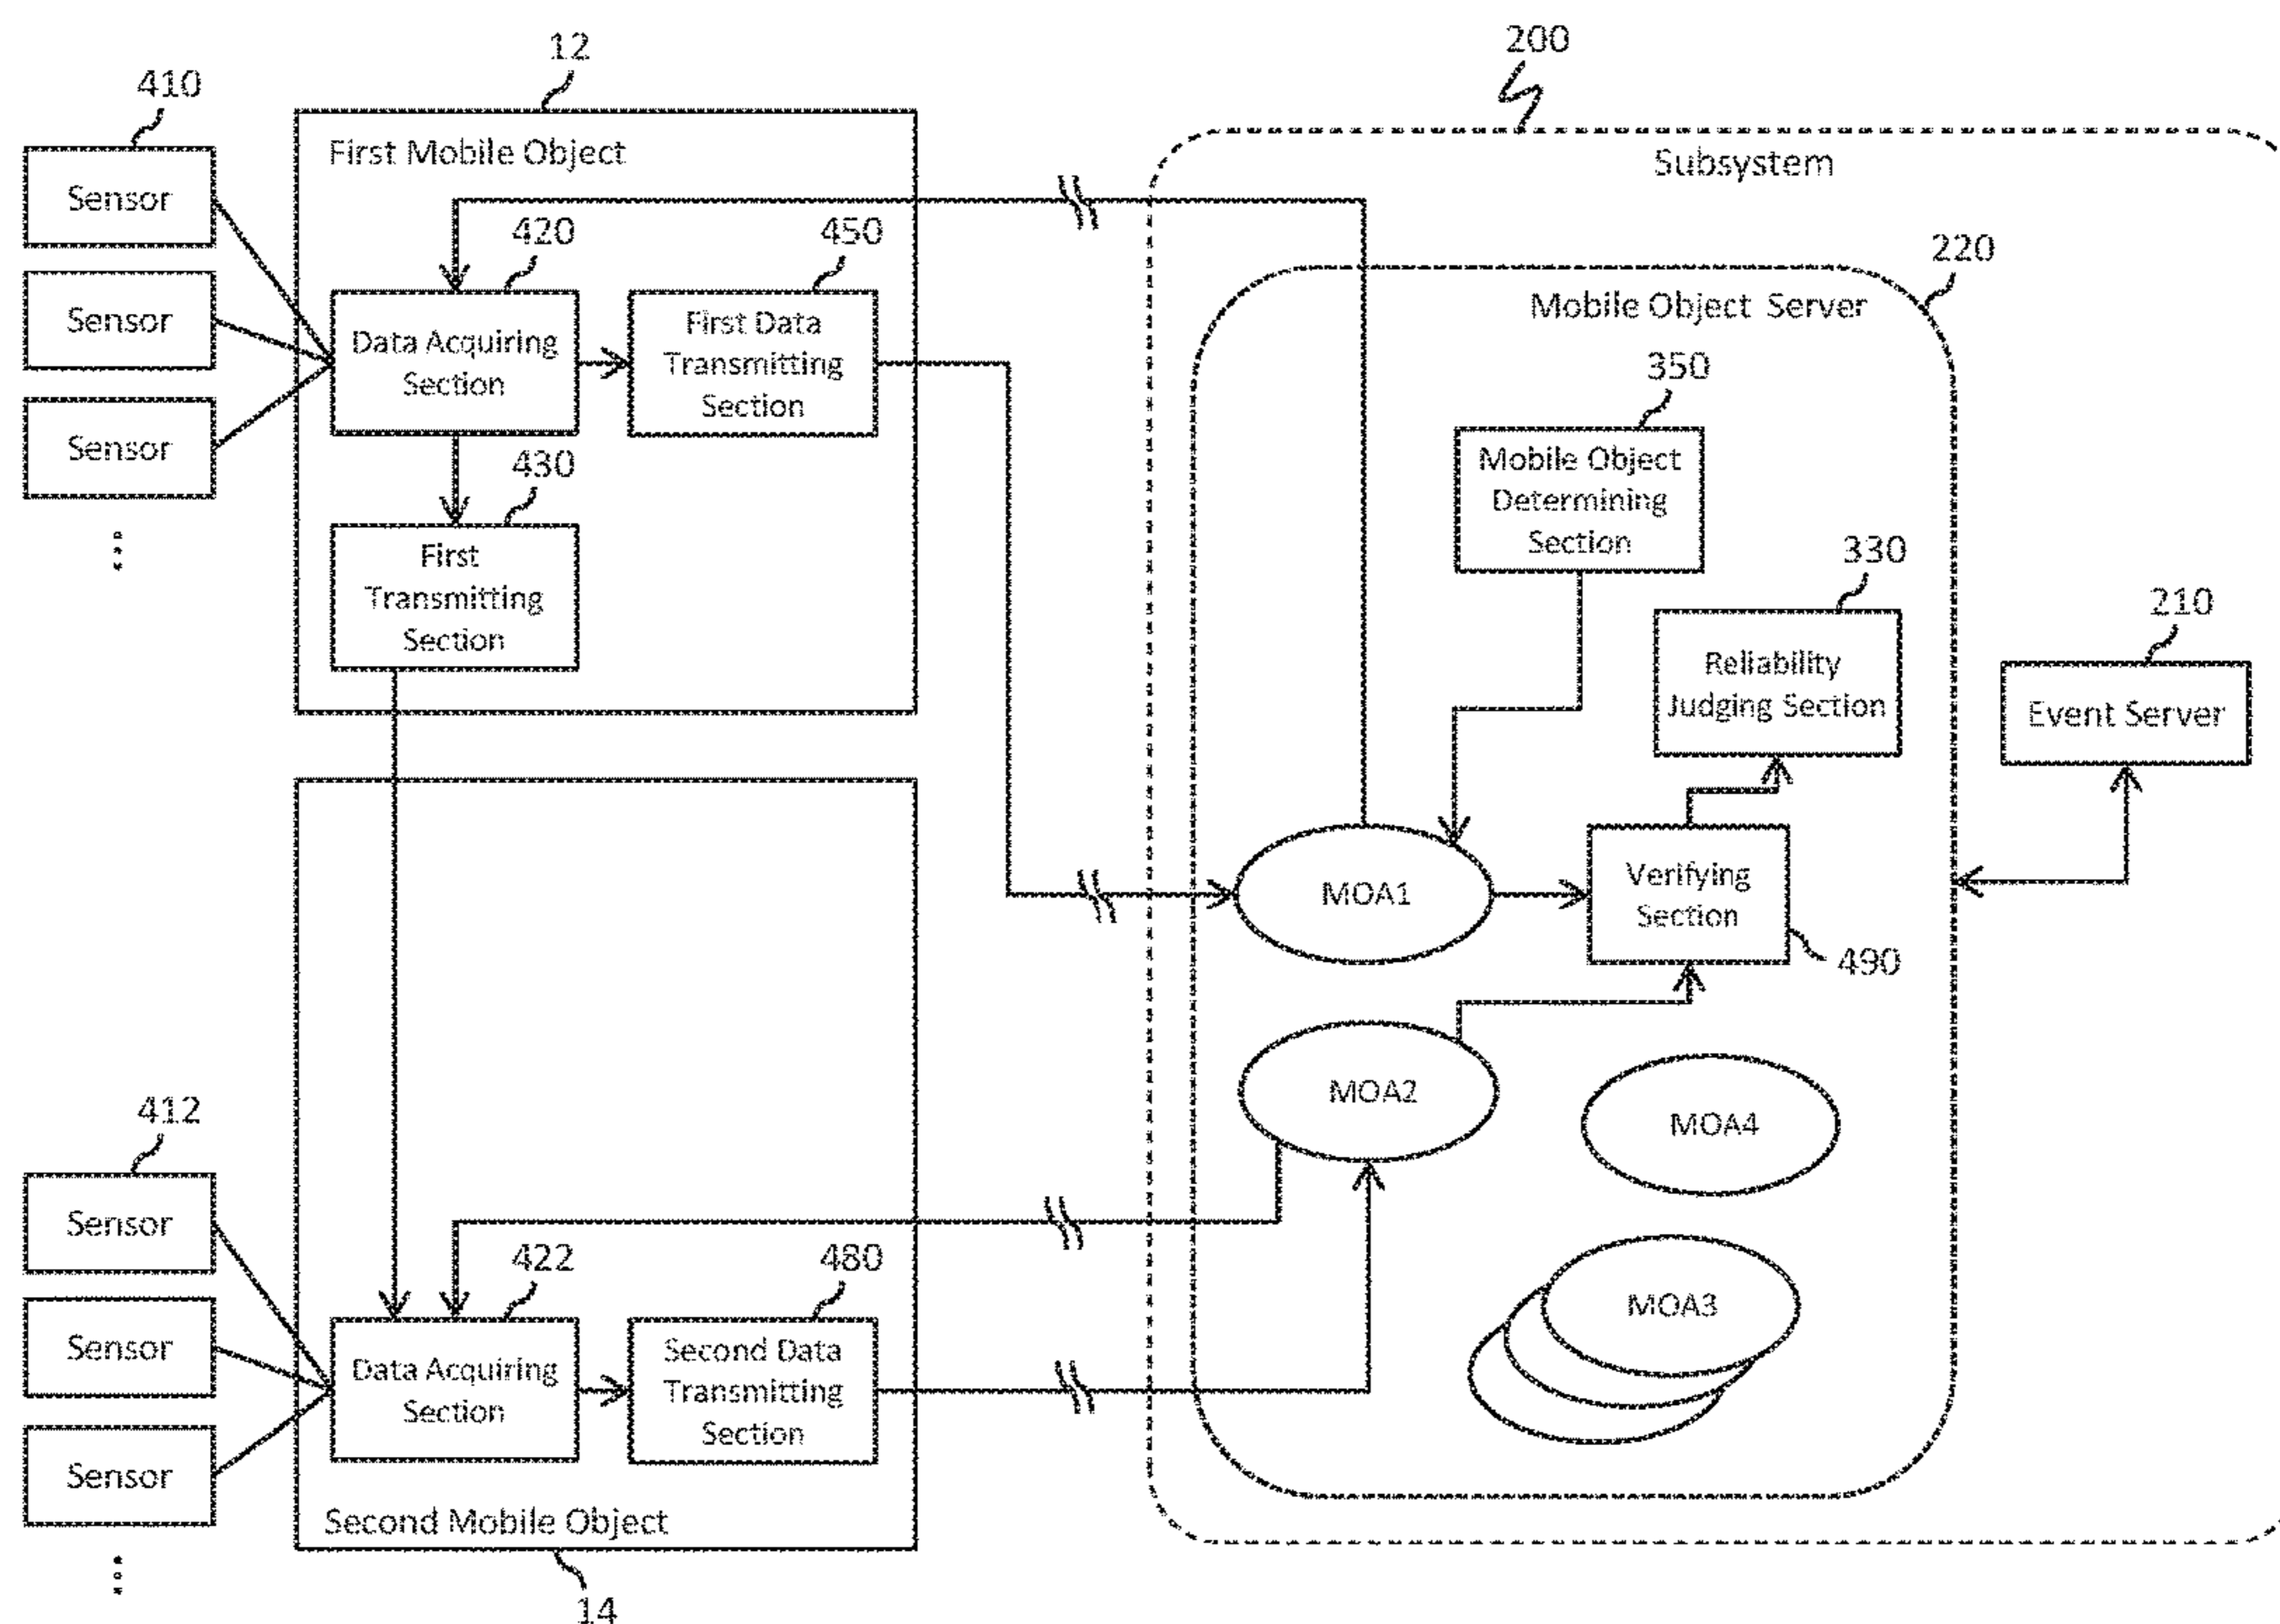 12
200
410
First Mobile Object
Subsystem
Sensor
420
450
220
Sensor
Data Acquiring
Section
First Data
Transmitting
Section
Mobile Object Server
350
Sensor
430
Mobile Object
Determining
Section
...
First
Transmitting
Section
330
Reliability
Judging Section
210
Event Server
MOA1
Verifying
Section
490
MOA2
412
MOA4
Sensor
422
480
MOA3
Sensor
Data Acquiring
Section
Second Data
Transmitting
Section
Sensor
Second Mobile Object
...
14